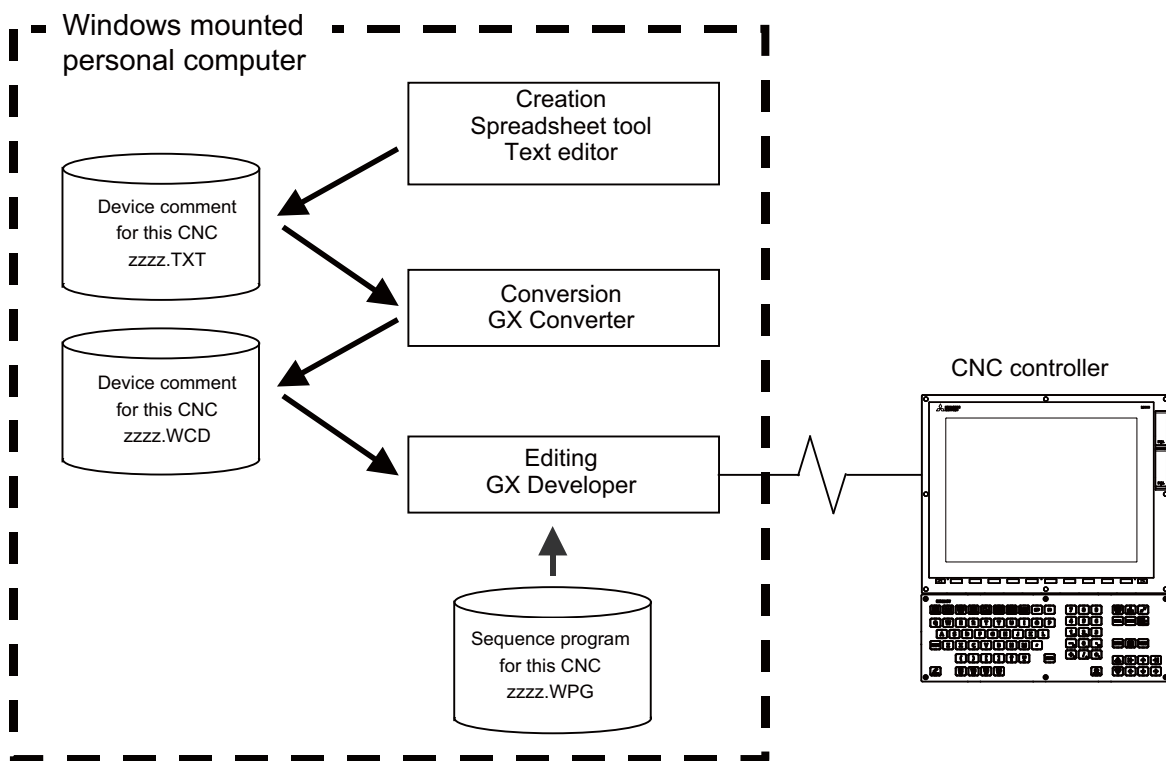 Windows mounted
personal computer
Creation
Spreadsheet tool
Text editor
Device comment
for this CNC
zzzz.TXT
Conversion
GX Converter
Device comment
for this CNC
zzzz.WCD
Editing
GX Developer
Sequence program
for this CNC
zzzz.WPG
CNC controller